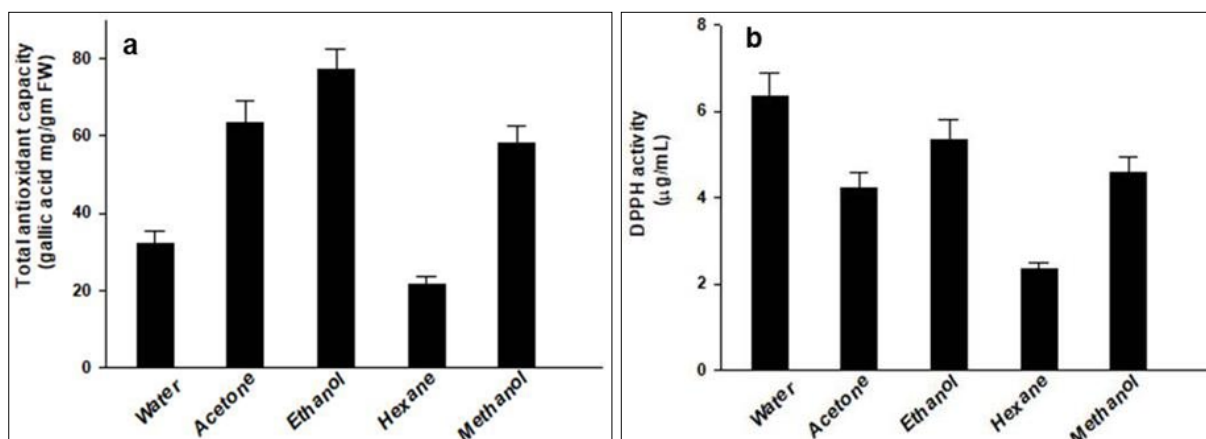 a
Total antioxidant capacity
(gallic acid mg/gm FW)
80
60
40
20
0
Water
Acetone
Ethanol
Hexane
Methanol
b
DPPH activity
(µg/mL)
8
6
4
2
0
Water
Acetone
Ethanol
Hexane
Methanol